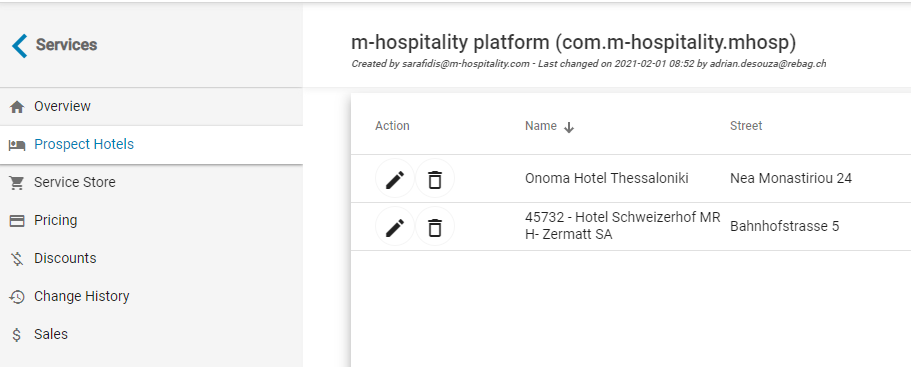 Services
m-hospitality platform (com.m-hospitality.mhosp)
Created by sarafidis@m-hospitality.com - Last changed on 2021-02-01 08:52 by adrian.desouza@rebag.ch
Overview
Prospect Hotels
Service Store
Pricing
Discounts
Change History
$ Sales
Action Name Street
Onoma Hotel Thessaloniki Nea Monastiriou 24
45732 - Hotel Schweizerhof MR
H- Zermatt SA
Bahnhofstrasse 5